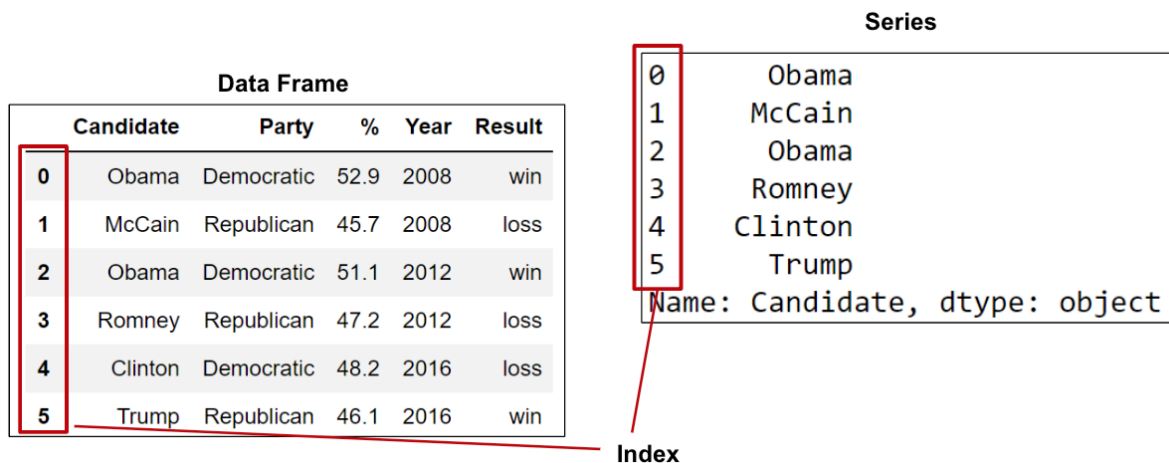 Series
Data Frame
Candidate Party % Year Result
0 Obama Democratic 52.9 2008 win
1 McCain Republican 45.7 2008 loss
2 Obama Democratic 51.1 2012 win
3 Romney Republican 47.2 2012 loss
4 Clinton Democratic 48.2 2016 loss
5 Trump Republican 46.1 2016 win
0 Obama
1 McCain
2 Obama
3 Romney
4 Clinton
5 Trump
Name: Candidate, dtype: object
Index